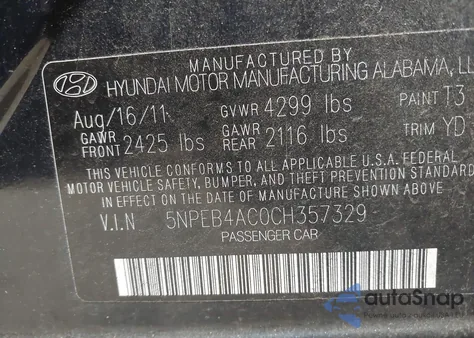 MANUFACTURED BY
HYUNDAI MOTOR MANUFACTURING ALABAMA,
Aug/16/11 GVWR 4299 lbs PAINT T3
GAWR FRONT 2425 lbs GAWR REAR 2116 lbs TRIM YD
THIS VEHICLE CONFORMS TO ALL APPLICABLE U.S.A. FEDERAL
MOTOR VEHICLE SAFETY, BUMPER, AND THEFT PREVENTION STANDARD
IN EFFECT ON THE DATE OF MANUFACTURE SHOWN ABOVE
V.I.N 5NPEB4AC0CH357329
PASSENGER CAR
autoSnap